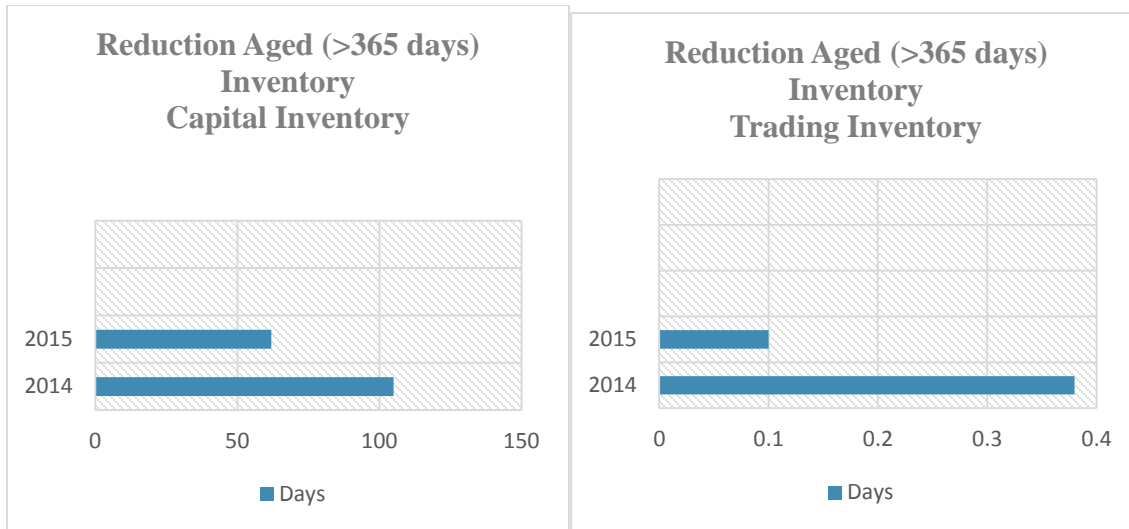 Reduction Aged (>365 days)
Inventory
Capital Inventory
2015
2014
0 50 100 150
Days
Reduction Aged (>365 days)
Inventory
Trading Inventory
2015
2014
0 0.1 0.2 0.3 0.4
Days